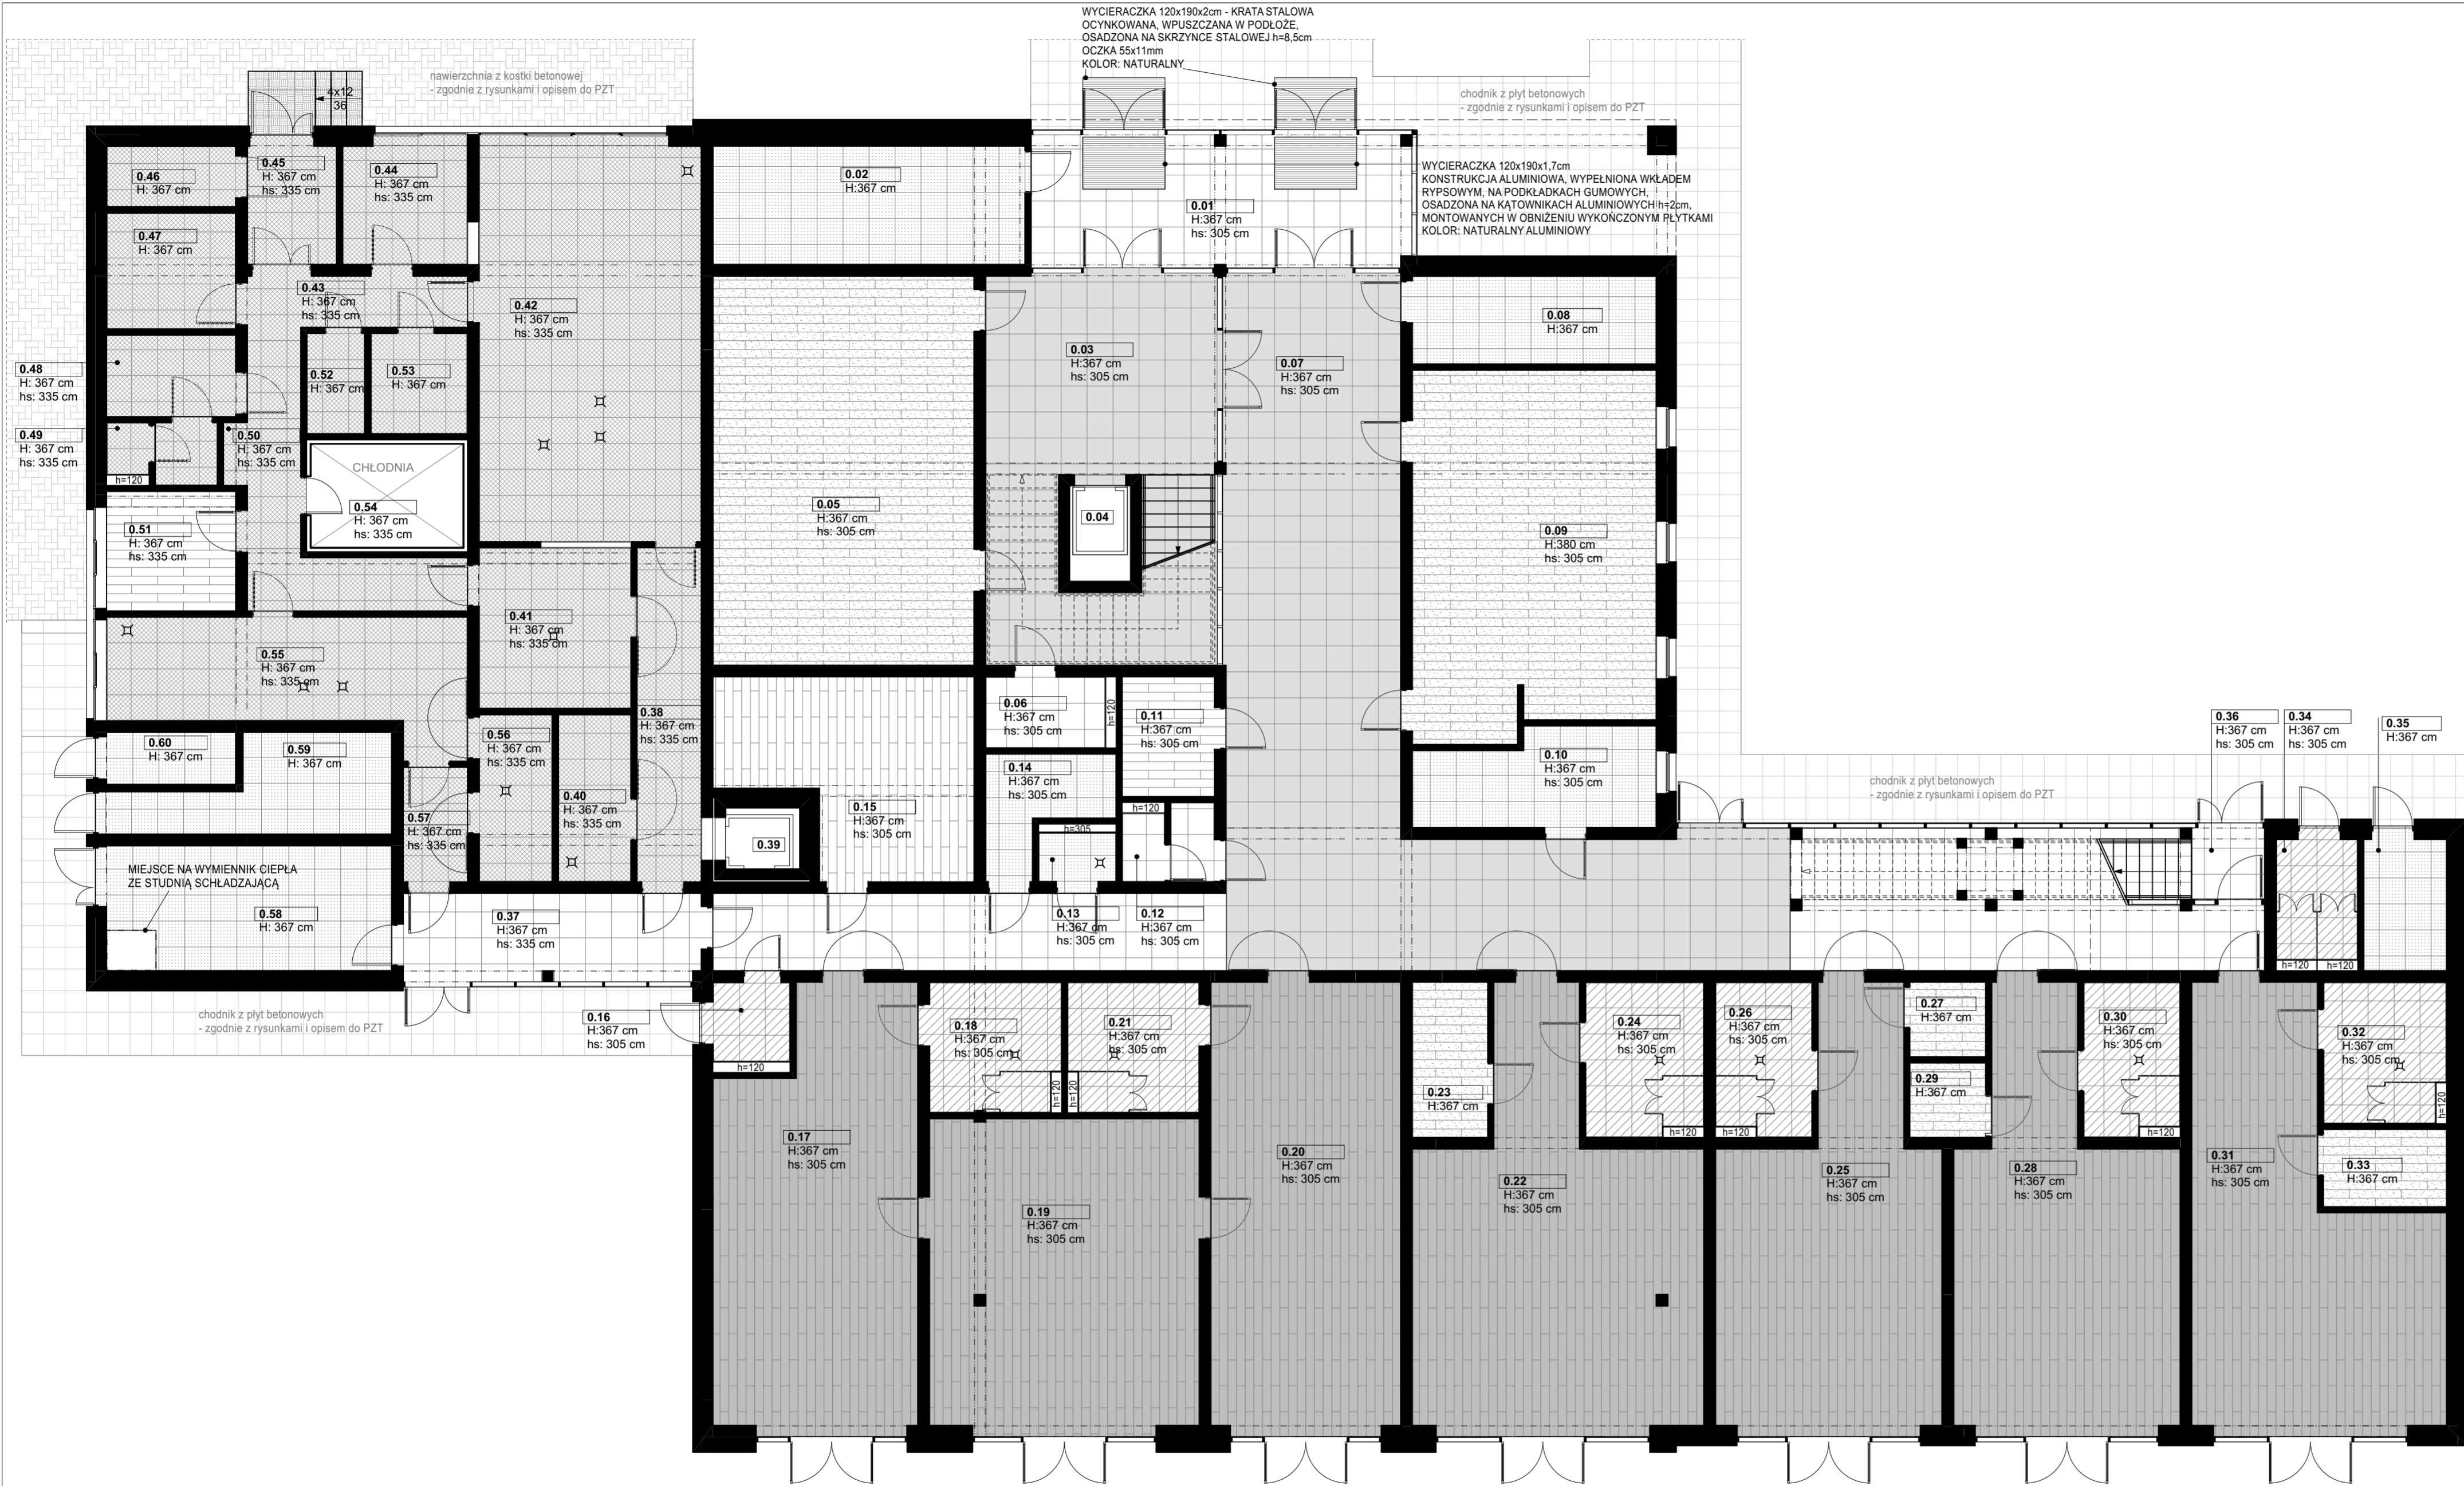 WYCIERACZKA 120x190x2cm - KRATA STALOWA
OCYNKOWANA, WPUSZCZANA W PODŁOŻE,
OSADZONA NA SKRZYNCE STALOWEJ h=8,5cm
OCZKA 55x11mm
KOLOR: NATURALNY
nawierzchnia z kostki betonowej
- zgodnie z rysunkami i opisem do PZT
4x12
36
chodnik z płyt betonowych
- zgodnie z rysunkami i opisem do PZT
WYCIERACZKA 120x190x1,7cm
KONSTRUKCJA ALUMINIOWA, WYPEŁNIONA WKŁADEM
RYPSOWYM, NA PODKŁADKACH GUMOWYCH,
OSADZONA NA KĄTOWNIKACH ALUMINIOWYCH h=2cm,
MONTOWANYCH W OBNIŻENIU WYKOŃCZONYM PŁYTKAMI
KOLOR: NATURALNY ALUMINIOWY
0.46
H: 367 cm
0.45
H: 367 cm
hs: 335 cm
0.44
H: 367 cm
hs: 335 cm
0.02
H:367 cm
0.01
H:367 cm
hs: 305 cm
0.47
H: 367 cm
0.43
H: 367 cm
hs: 335 cm
0.42
H: 367 cm
hs: 335 cm
0.08
H:367 cm
0.03
H:367 cm
hs: 305 cm
0.07
H:367 cm
hs: 305 cm
0.48
H: 367 cm
hs: 335 cm
0.52
H: 367 cm
0.53
H: 367 cm
0.49
H: 367 cm
hs: 335 cm
0.50
H: 367 cm
hs: 335 cm
CHŁODNIA
0.54
H: 367 cm
hs: 335 cm
h=120
0.51
H: 367 cm
hs: 335 cm
0.05
H:367 cm
hs: 305 cm
0.04
0.09
H:380 cm
hs: 305 cm
0.41
H: 367 cm
hs: 335 cm
0.55
H: 367 cm
hs: 335 cm
0.06
H:367 cm
hs: 305 cm
h=120
0.11
H:367 cm
hs: 305 cm
0.38
H: 367 cm
hs: 335 cm
0.56
H: 367 cm
hs: 335 cm
0.60
H: 367 cm
0.59
H: 367 cm
0.10
H:367 cm
hs: 305 cm
0.36
H:367 cm
hs: 305 cm
0.34
H:367 cm
hs: 305 cm
0.35
H:367 cm
chodnik z płyt betonowych
- zgodnie z rysunkami i opisem do PZT
0.14
H:367 cm
hs: 305 cm
0.40
H: 367 cm
hs: 335 cm
0.15
H:367 cm
hs: 305 cm
h=120
h=305
0.57
H: 367 cm
hs: 335 cm
0.39
MIEJSCE NA WYMIENNIK CIEPŁA
ZE STUDNIĄ SCHŁADZAJĄCĄ
0.58
H: 367 cm
0.37
H:367 cm
hs: 335 cm
0.13
H:367 cm
hs: 305 cm
0.12
H:367 cm
hs: 305 cm
h=120
h=120
chodnik z płyt betonowych
- zgodnie z rysunkami i opisem do PZT
0.16
H:367 cm
hs: 305 cm
h=120
0.18
H:367 cm
hs: 305 cm
h=120
0.21
H:367 cm
hs: 305 cm
h=120
0.23
H:367 cm
0.24
H:367 cm
hs: 305 cm
h=120
0.26
H:367 cm
hs: 305 cm
h=120
0.27
H:367 cm
0.29
H:367 cm
0.30
H:367 cm
hs: 305 cm
h=120
0.32
H:367 cm
hs: 305 cm
h=120
0.17
H:367 cm
hs: 305 cm
0.19
H:367 cm
hs: 305 cm
0.20
H:367 cm
hs: 305 cm
0.22
H:367 cm
hs: 305 cm
0.25
H:367 cm
hs: 305 cm
0.28
H:367 cm
hs: 305 cm
0.31
H:367 cm
hs: 305 cm
0.33
H:367 cm